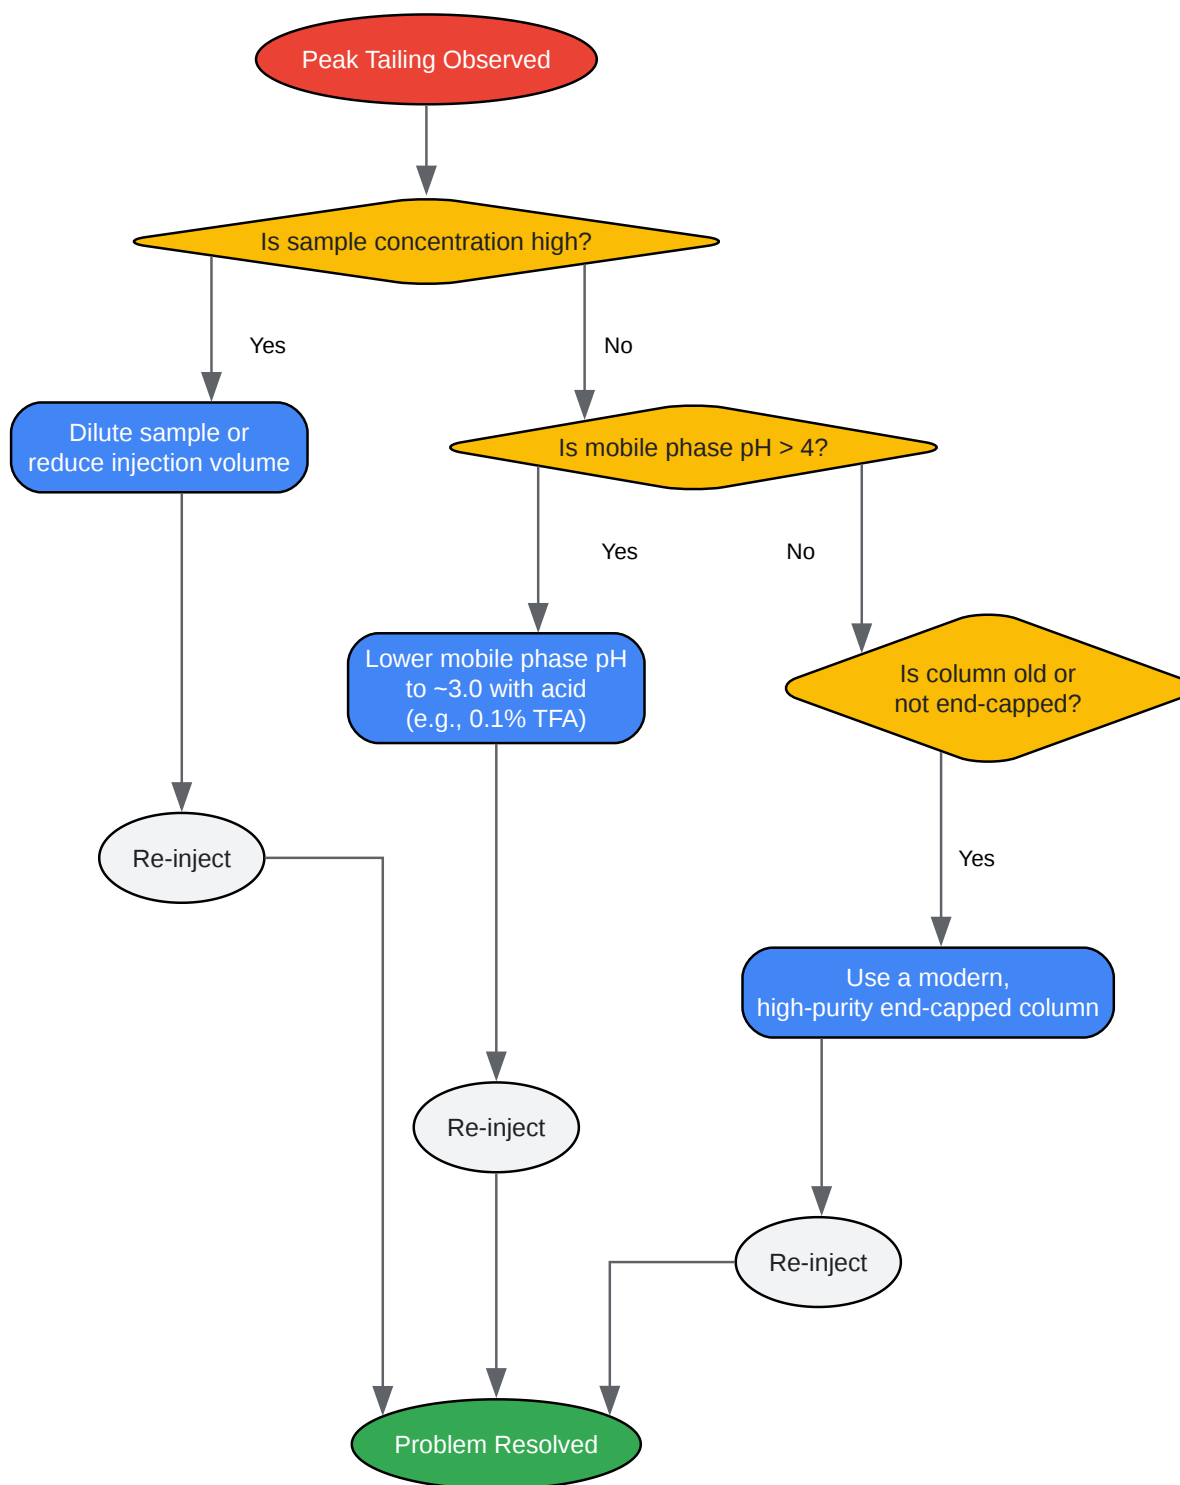 Peak Tailing Observed
Is sample concentration high?
Yes
No
Dilute sample or
reduce injection volume
Is mobile phase pH > 4?
Yes
No
Lower mobile phase pH
to ~3.0 with acid
(e.g., 0.1% TFA)
Is column old or
not end-capped?
Re-inject
Yes
Use a modern,
high-purity end-capped column
Re-inject
Re-inject
Problem Resolved